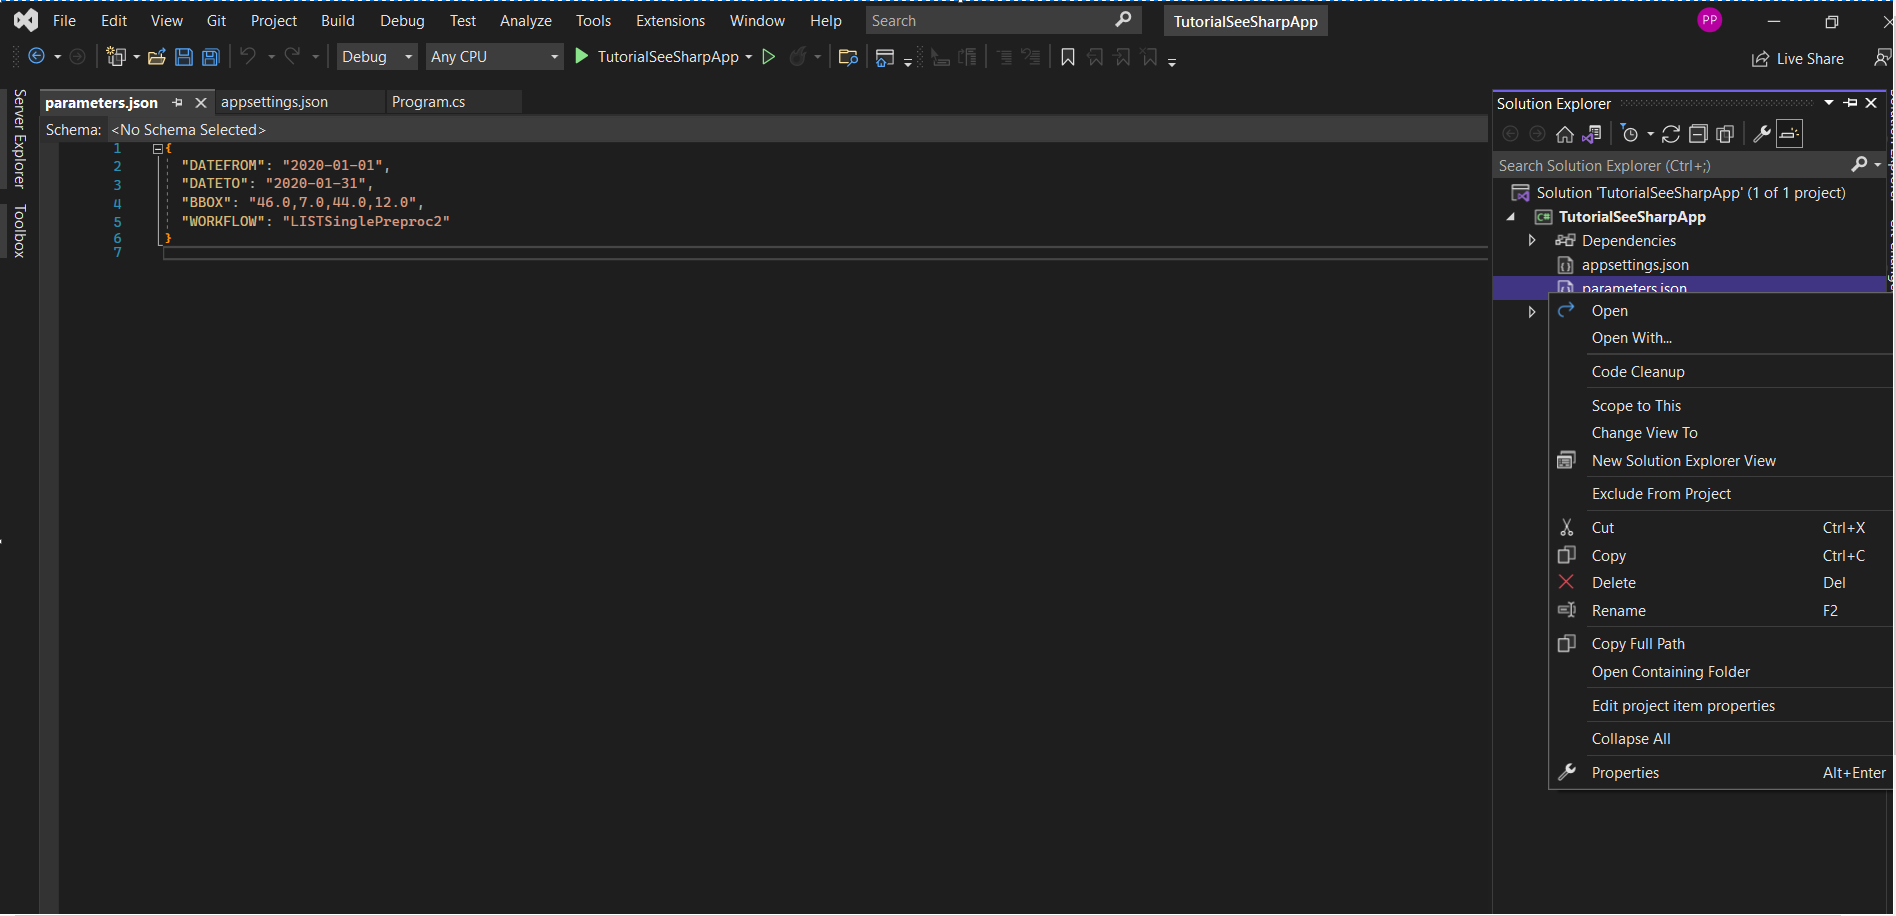 File Edit View Git Project Build Debug Test Analyze Tools Extensions Window Help Search TutorialSeeSharpApp PP
Debug Any CPU TutorialSeeSharpApp Live Share
Server Explorer
Toolbox
parameters.json appsettings.json Program.cs
Schema: <No Schema Selected>
1 {
2 "DATEFROM": "2020-01-01",
3 "DATETO": "2020-01-31",
4 "BBOX": "46.0,7.0,44.0,12.0",
5 "WORKFLOW": "LISTSinglePreproc2"
6 }
7
Solution Explorer
Search Solution Explorer (Ctrl+;)
Solution 'TutorialSeeSharpApp' (1 of 1 project)
C# TutorialSeeSharpApp
Dependencies
appsettings.json
parameters.json
Open
Open With...
Code Cleanup
Scope to This
Change View To
New Solution Explorer View
Exclude From Project
Cut Ctrl+X
Copy Ctrl+C
Delete Del
Rename F2
Copy Full Path
Open Containing Folder
Edit project item properties
Collapse All
Properties Alt+Enter